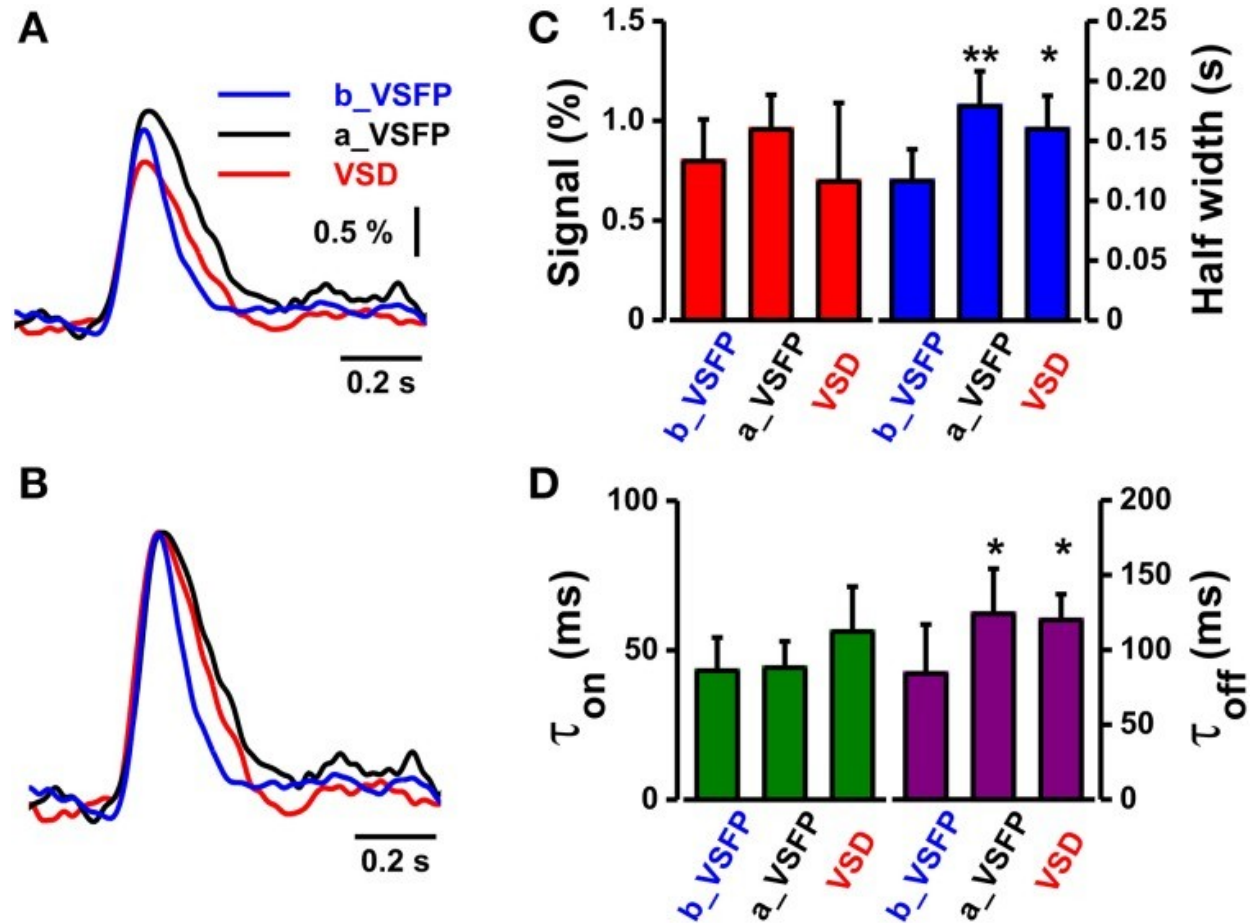 A
b_VSFP
a_VSFP
VSD
0.5 %
0.2 s
B
0.2 s
C
Signal (%)
1.5
1.0
0.5
0
** *
0.25
0.20
0.15
0.10
0.05
0
Half width (s)
b_VSFP a_VSFP VSD b_VSFP a_VSFP VSD
D
τ on (ms)
100
50
0
* *
200
150
100
50
0
τ off (ms)
b_VSFP a_VSFP VSD b_VSFP a_VSFP VSD